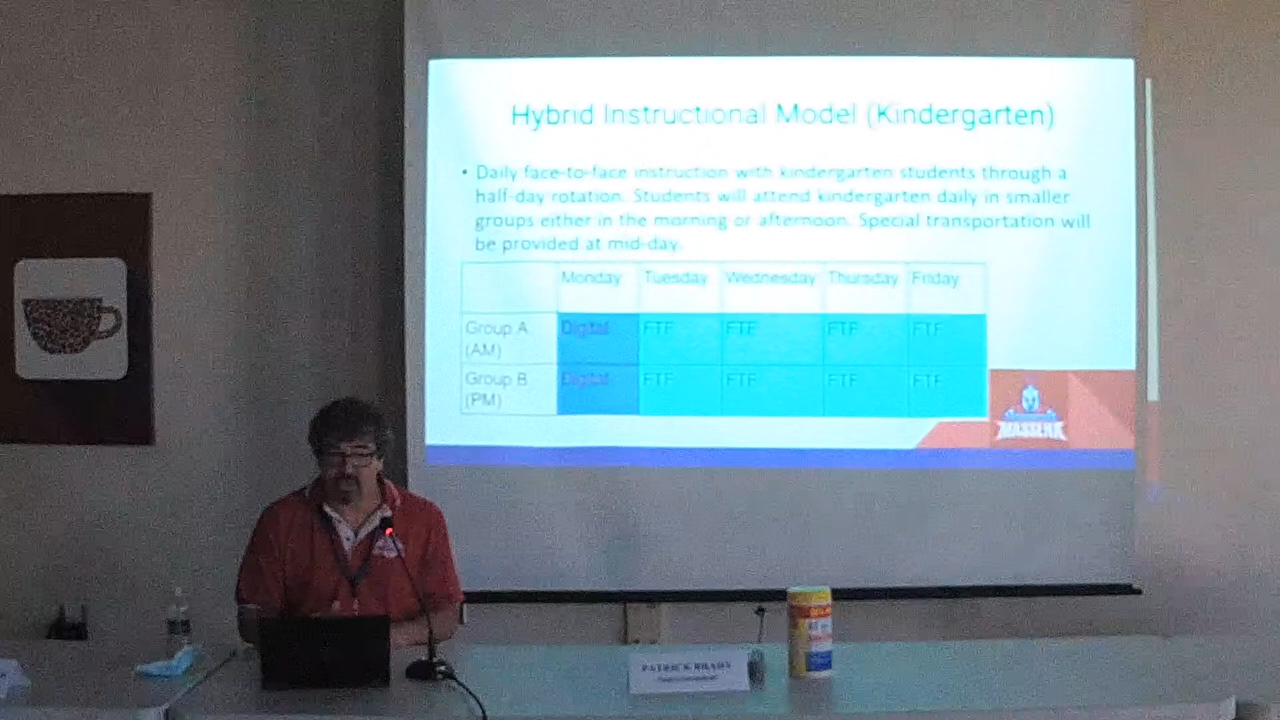 Hybrid Instructional Model (Kindergarten)
• Daily face-to-face instruction with kindergarten students through a
half-day rotation. Students will attend kindergarten daily in smaller
groups either in the morning or afternoon. Special transportation will
be provided at mid-day.
Monday Tuesday Wednesday Thursday Friday
Group A (AM) Digital FTF FTF FTF FTF
Group B (PM) Digital FTF FTF FTF FTF
MASSENA
PATRICK BRADY